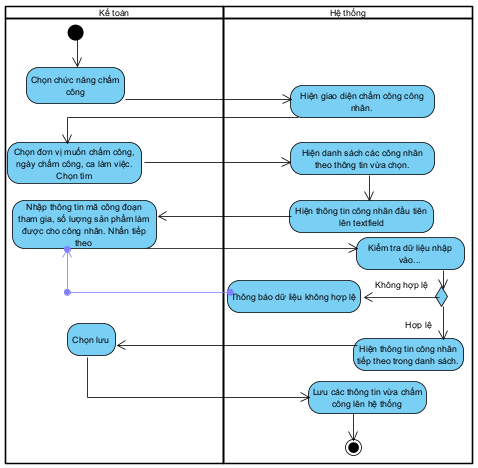 Kế toán
Hệ thống
Chọn chức năng chấm
công
Hiện giao diện chấm công công
nhân.
Chọn đơn vị muốn chấm công,
ngày chấm công, ca làm việc.
Chọn tìm
Hiện danh sách các công nhân
theo thông tin vừa chọn.
Hiện thông tin công nhân đầu tiên
lên textfield
Nhập thông tin mã công đoạn
tham gia, số lượng sản phẩm làm
được cho công nhân. Nhấn tiếp
theo
Kiểm tra dữ liệu nhập
vào...
Không hợp lệ
Thông báo dữ liệu không hợp lệ
Hợp lệ
Chọn lưu
Hiện thông tin công nhân
tiếp theo trong danh sách.
Lưu các thông tin vừa chấm
công lên hệ thống